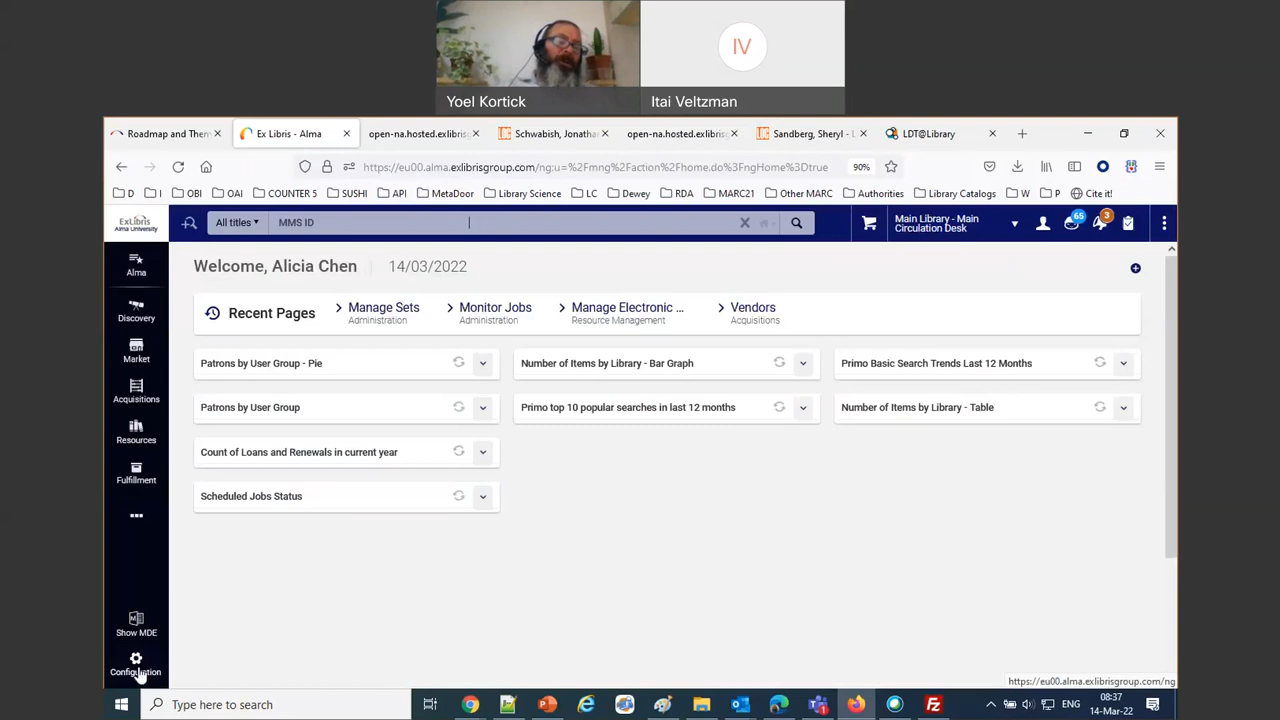 Yoel Kortick
IV
Itai Veltzman
Roadmap and Them
Ex Libris - Alma
open-na.hosted.exlibrisg
Schwabish, Jonathan
open-na.hosted.exlibrisg
Sandberg, Sheryl - L
LDT@Library
https://eu00.alma.exlibrisgroup.com/ng:u=%2Fmng%2Faction%2Fhome.do%3FngHome%3Dtrue
90%
D
I
OBI
OAI
COUNTER 5
SUSHI
API
MetaDoor
Library Science
LC
Dewey
RDA
MARC21
Other MARC
Authorities
Library Catalogs
W
P
Cite it!
ExLibris
Alma University
All titles
MMS ID
Main Library - Main
Circulation Desk
65
3
Alma
Discovery
Market
Acquisitions
Resources
Fulfillment
Show MDE
Configuration
Welcome, Alicia Chen
14/03/2022
Recent Pages
Manage Sets
Administration
Monitor Jobs
Administration
Manage Electronic ...
Resource Management
Vendors
Acquisitions
Patrons by User Group - Pie
Number of Items by Library - Bar Graph
Primo Basic Search Trends Last 12 Months
Patrons by User Group
Primo top 10 popular searches in last 12 months
Number of Items by Library - Table
Count of Loans and Renewals in current year
Scheduled Jobs Status
https://eu00.alma.exlibrisgroup.com/ng
Type here to search
ENG
08:37
14-Mar-22